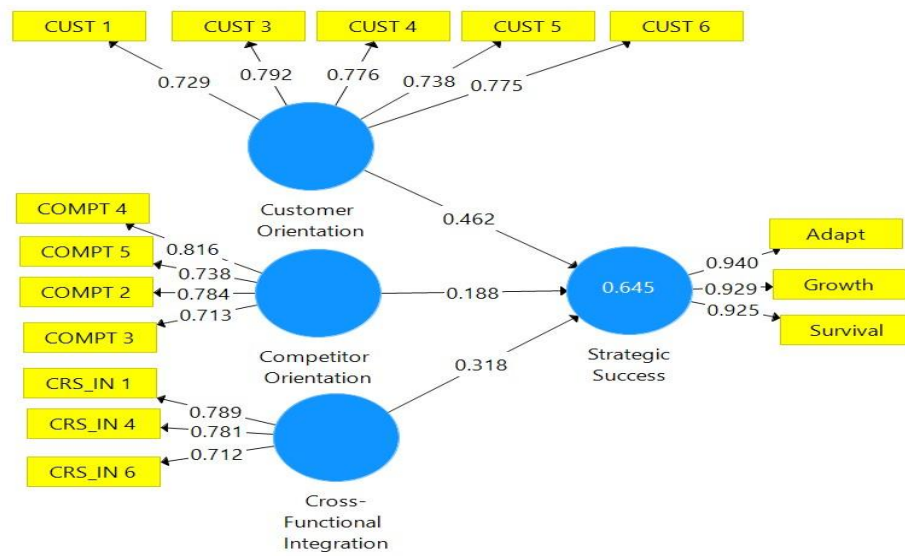 CUST 1
CUST 3
CUST 4
CUST 5
CUST 6
0.729
0.792
0.776
0.738
0.775
Customer
Orientation
0.462
COMPT 4
COMPT 5
COMPT 2
COMPT 3
0.816
0.738
0.784
0.713
Competitor
Orientation
0.188
CRS_IN 1
CRS_IN 4
CRS_IN 6
0.789
0.781
0.712
Cross-
Functional
Integration
0.318
0.645
Strategic
Success
0.940
0.929
0.925
Adapt
Growth
Survival